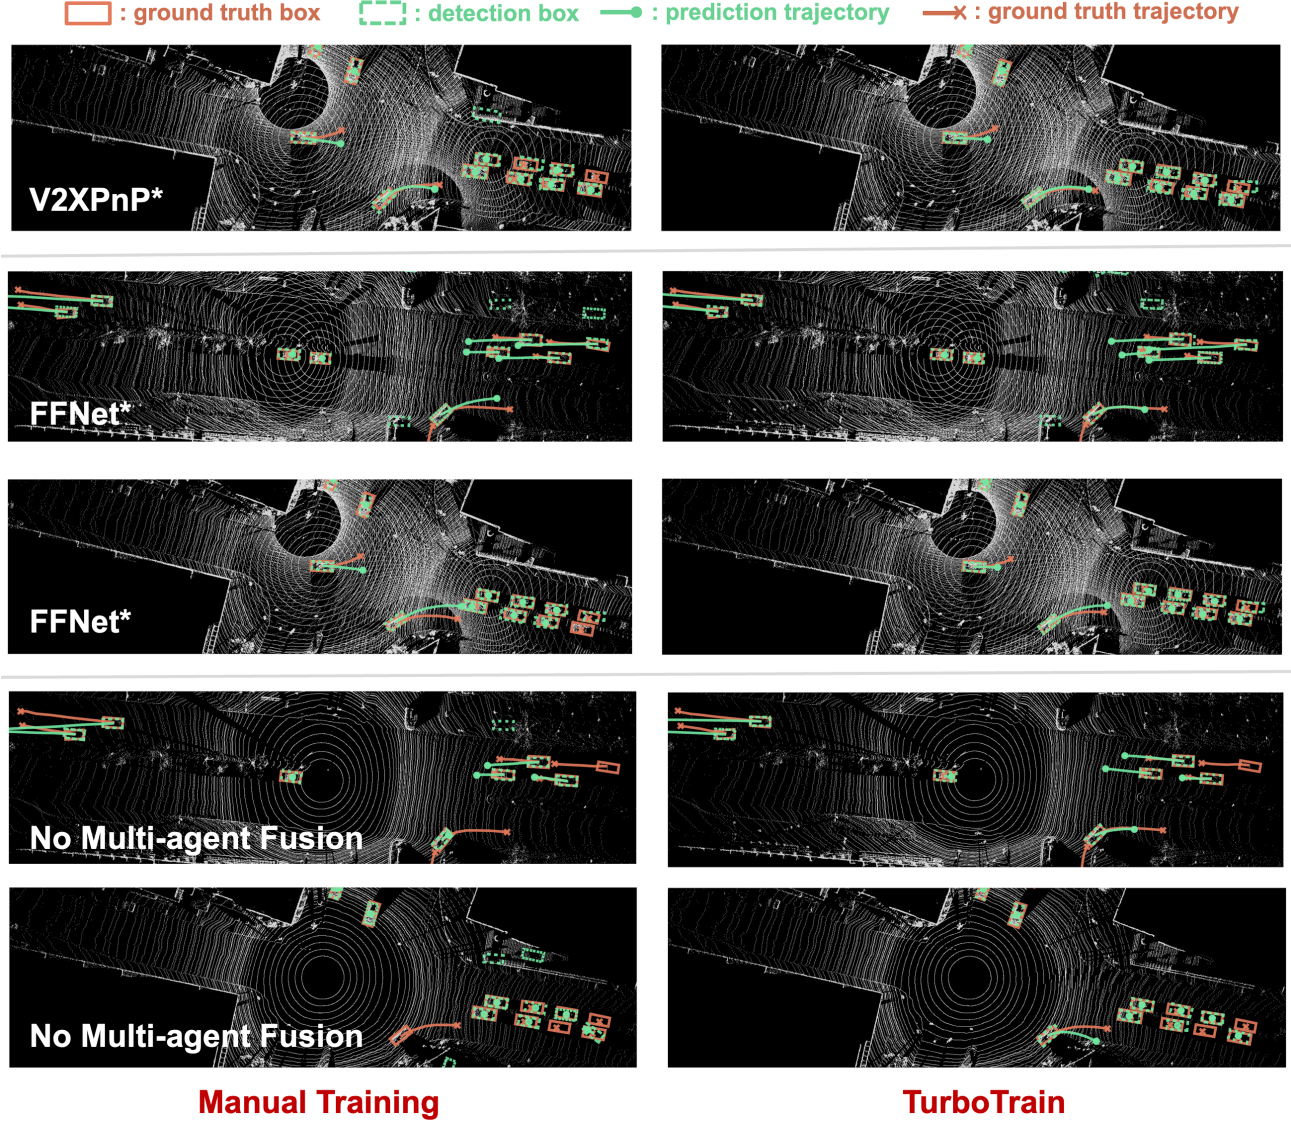 : ground truth box : detection box : prediction trajectory : ground truth trajectory
V2XPnP*
FFNet*
FFNet*
No Multi-agent Fusion
No Multi-agent Fusion
Manual Training TurboTrain